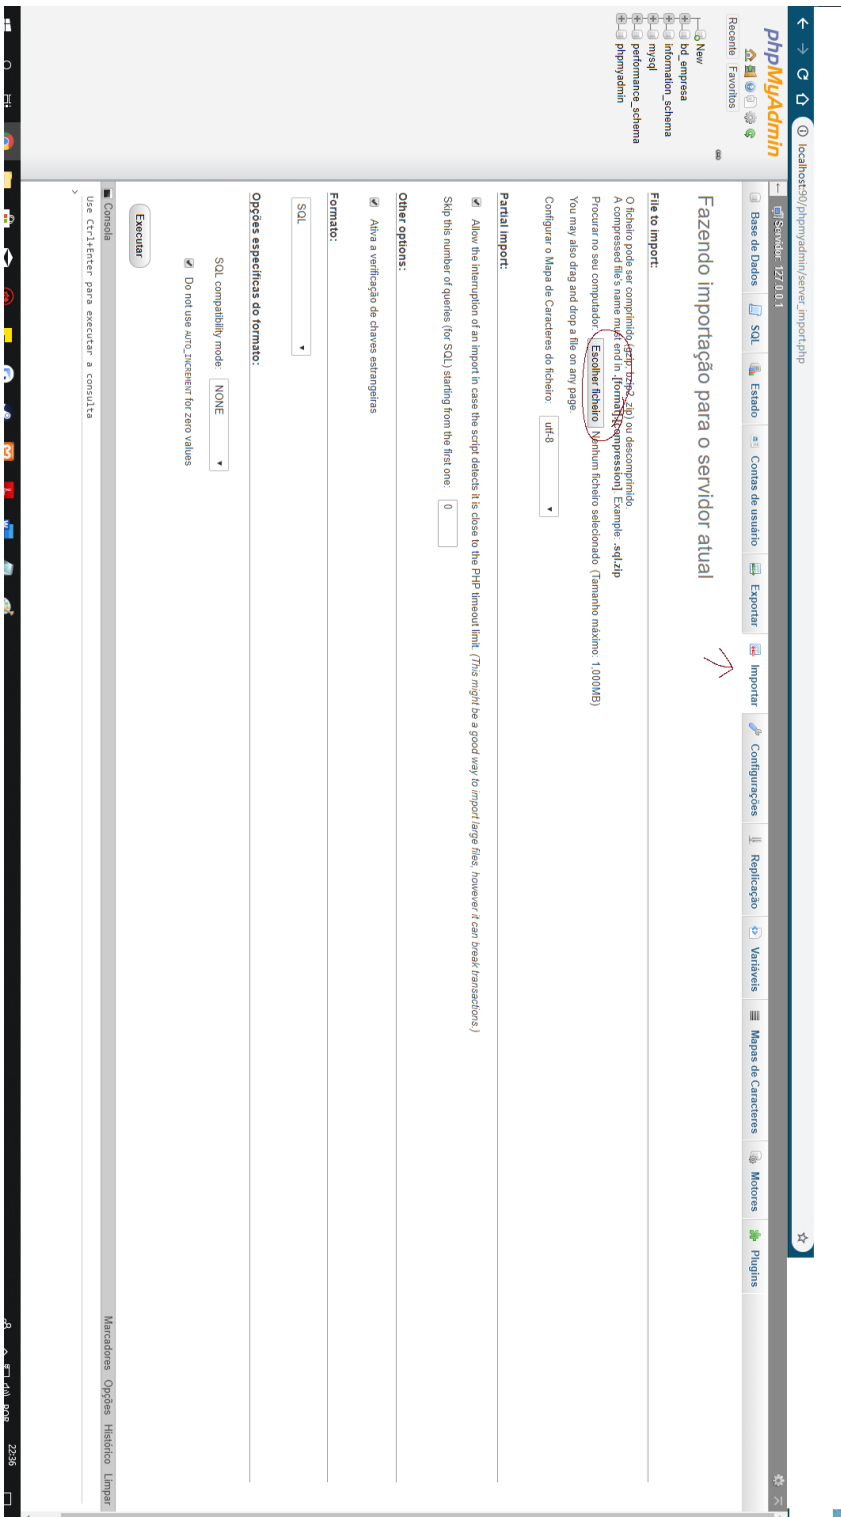 localhost:90/phpmyadmin/server_import.php
phpMyAdmin
Recente Favoritos
New
bd_empresa
information_schema
mysql
performance_schema
phpmyadmin
Servidor: 127.0.0.1
Base de Dados SQL Estado Contas de usuário Exportar Importar Configurações Replicação Variáveis Mapas de Caracteres Motores Plugins
Fazendo importação para o servidor atual
File to import:
O ficheiro pode ser comprimido (gzip, bzip2, zip) ou descomprimido.
A compressed file's name must end in .[format].[compression]. Example: .sql.zip
Procurar no seu computador: Escolher ficheiro Nenhum ficheiro selecionado (Tamanho máximo: 1,000MB)
You may also drag and drop a file on any page.
Configurar o Mapa de Caracteres do ficheiro: utf-8
Partial Import:
Allow the interruption of an import in case the script detects it is close to the PHP timeout limit. (This might be a good way to import large files, however it can break transactions.)
Skip this number of queries (for SQL) starting from the first one: 0
Other options:
Ativa a verificação de chaves estrangeiras
Formato:
SQL
Opções específicas do formato:
SQL compatibility mode: NONE
Do not use AUTO_INCREMENT for zero values
Executar
Consola
Marcadores Opções Histórico Limpar
Use Ctrl+Enter para executar a consulta
>
POR
22:36